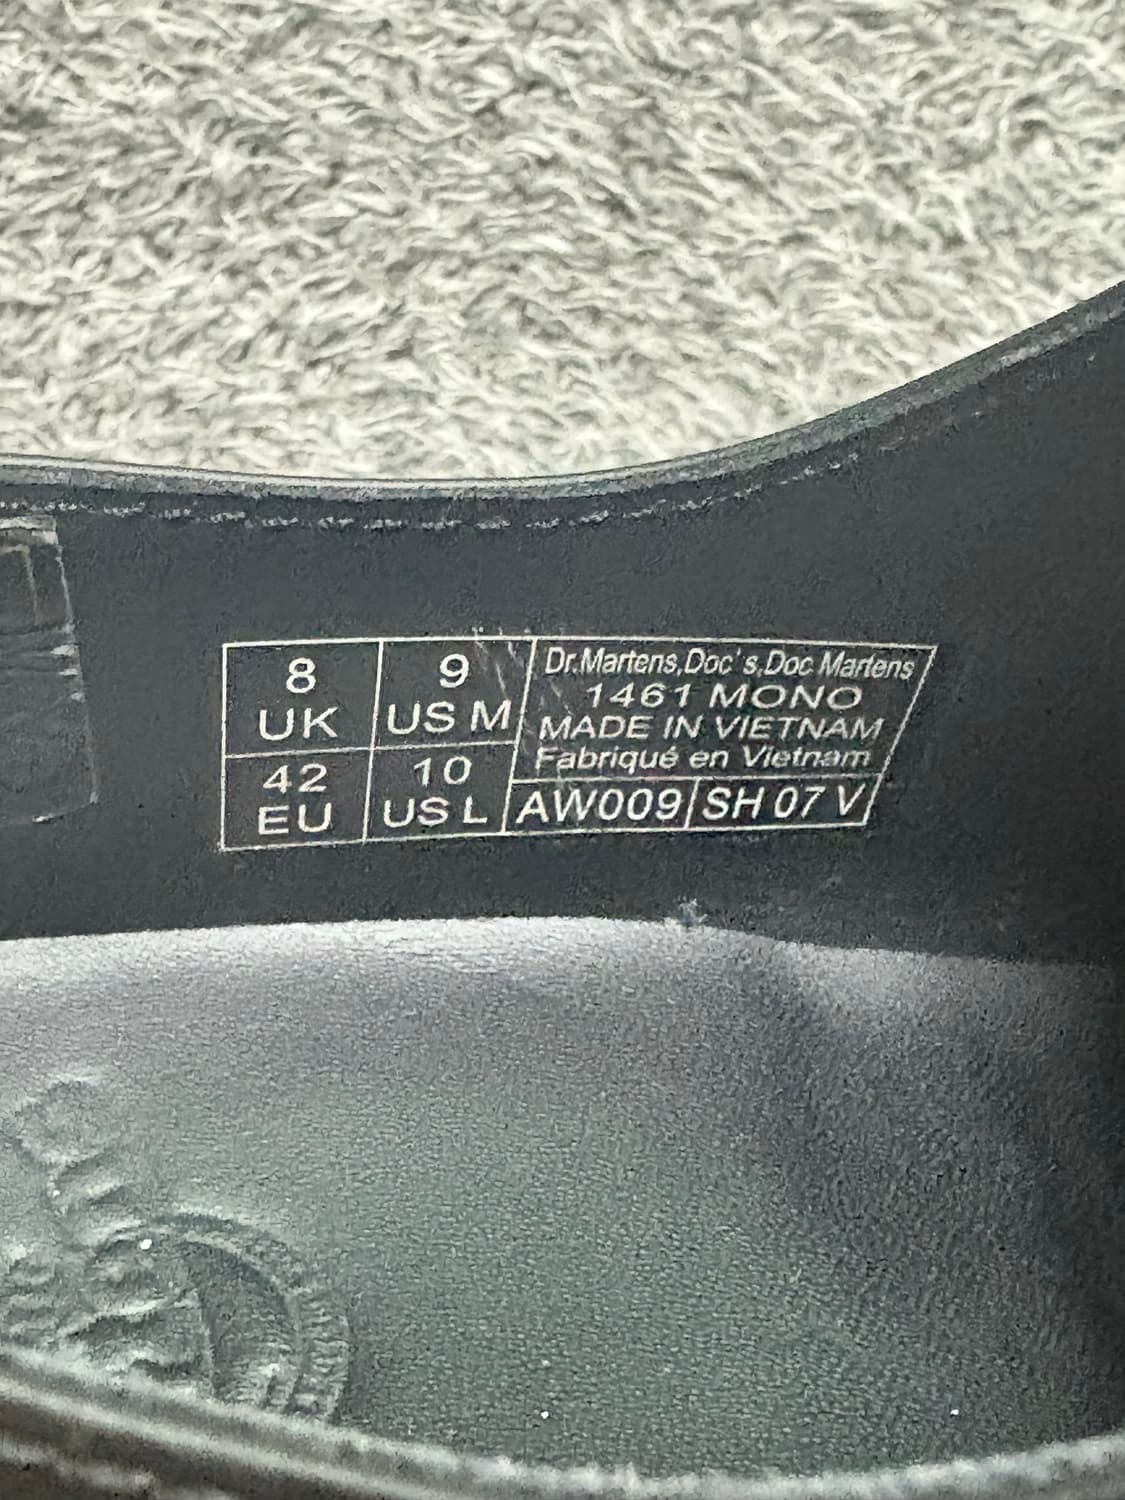 8
UK
9
US M
42
EU
10
US L
Dr.Martens,Doc's,Doc Martens
1461 MONO
MADE IN VIETNAM
Fabriqué en Vietnam
AW009 SH 07 V